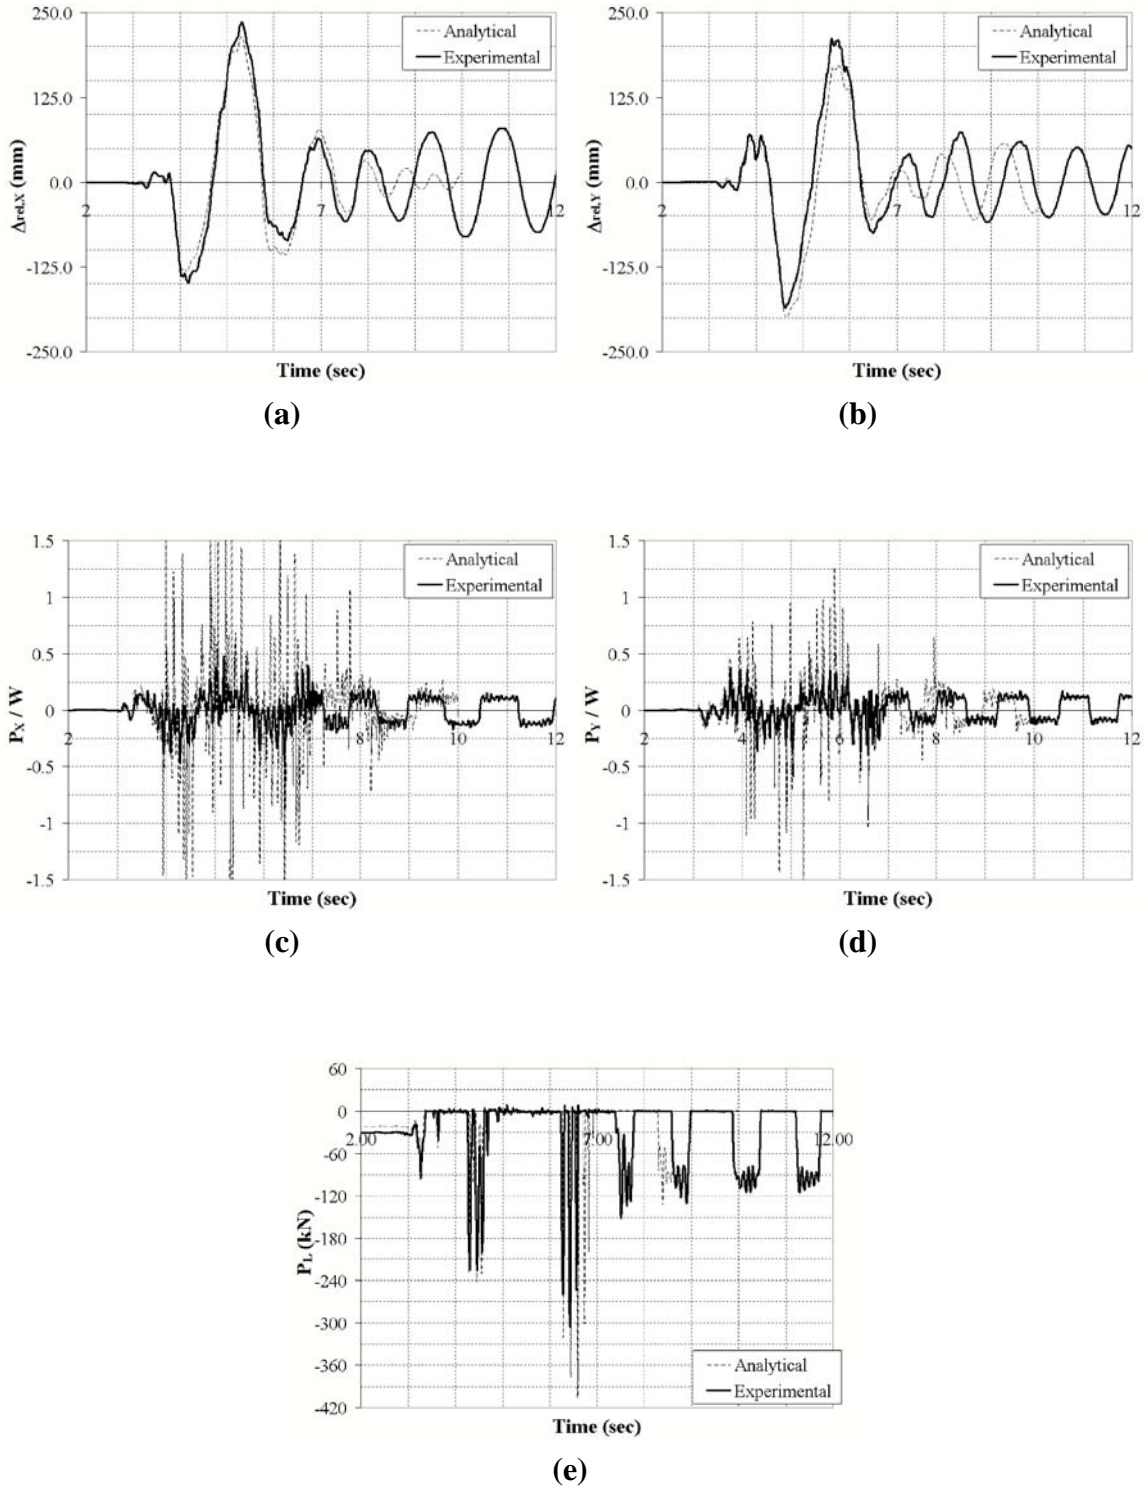 250.0
125.0
0.0
-125.0
-250.0
2
7
12
Δrel,X (mm)
Time (sec)
Analytical
Experimental
(a)
250.0
125.0
0.0
-125.0
-250.0
2
7
12
Δrel,Y (mm)
Time (sec)
Analytical
Experimental
(b)
1.5
1
0.5
0
-0.5
-1
-1.5
2
4
6
8
10
12
PX / W
Time (sec)
Analytical
Experimental
(c)
1.5
1
0.5
0
-0.5
-1
-1.5
2
4
6
8
10
12
PY / W
Time (sec)
Analytical
Experimental
(d)
60
0
-60
-120
-180
-240
-300
-360
-420
2.00
7.00
12.00
PL (kN)
Time (sec)
Analytical
Experimental
(e)